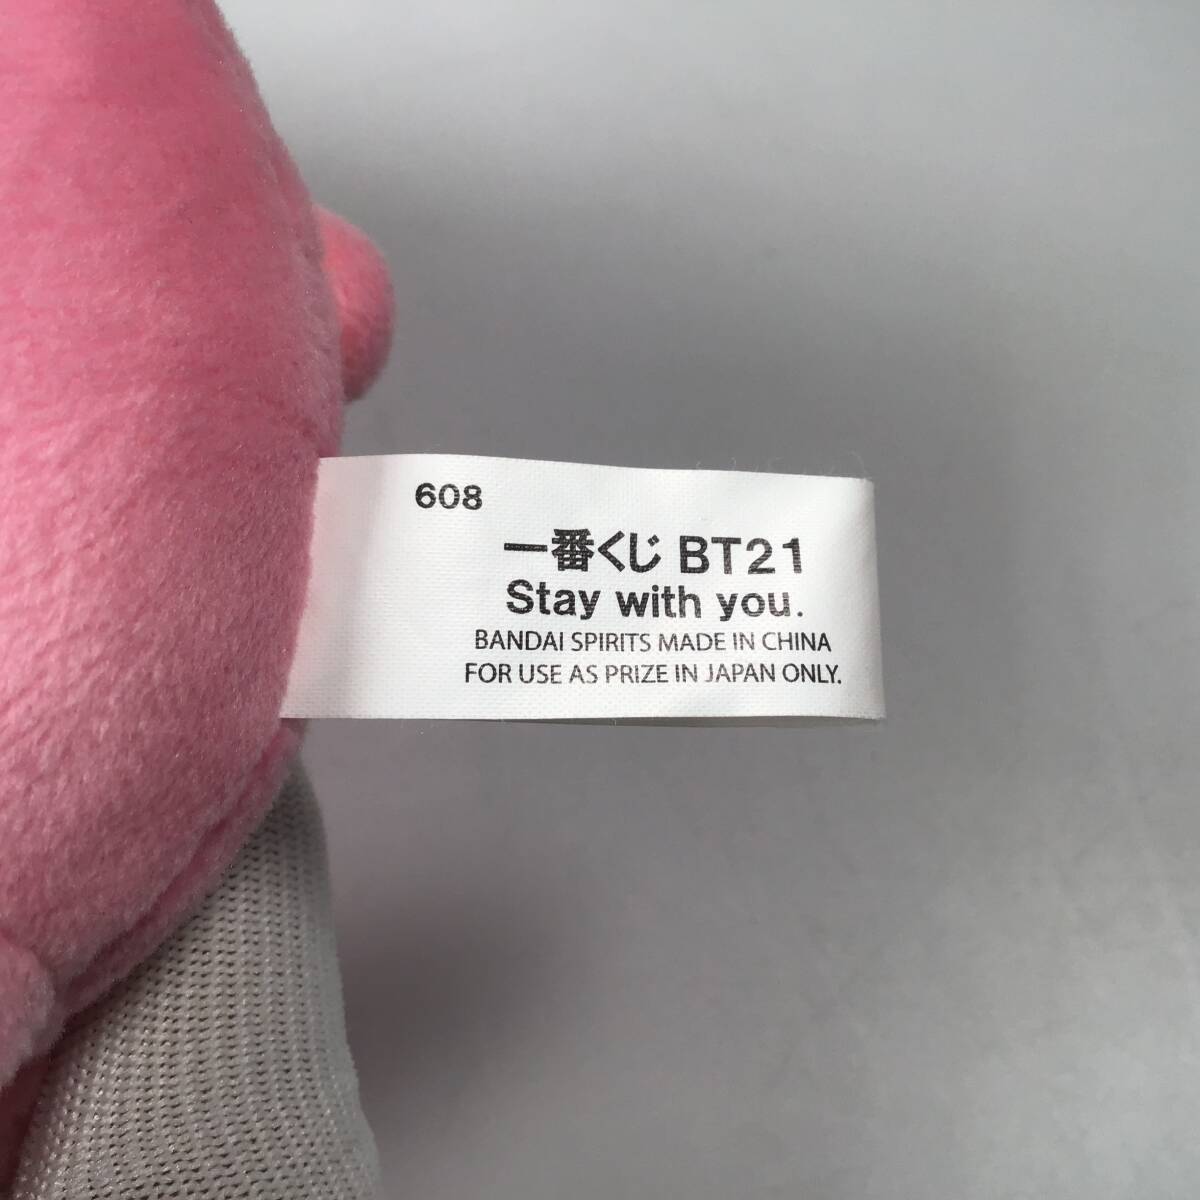 608
一番くじ BT21
Stay with you.
BANDAI SPIRITS MADE IN CHINA
FOR USE AS PRIZE IN JAPAN ONLY.